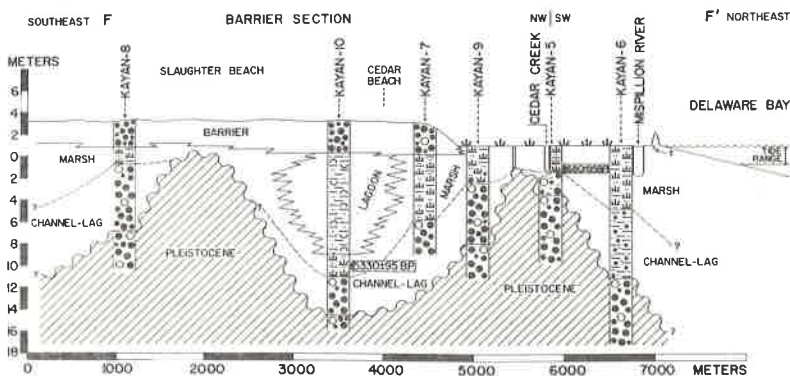 SOUTHEAST F BARRIER SECTION NW | SW F' NORTHEAST
METERS
KAYAN-8
SLAUGHTER BEACH
KAYAN-10
CEDAR BEACH
KAYAN-7
KAYAN-9
CEDAR CREEK
KAYAN-5
KAYAN-6
MISPILLION RIVER
DELAWARE BAY
6
4
2
0
2
4
6
8
10
12
14
16
18
BARRIER
MARSH
LAGOON
MARSH
MARSH
TIDE RANGE
?
CHANNEL-LAG
PLEISTOCENE
?
330±95 BP
CHANNEL-LAG
PLEISTOCENE
?
CHANNEL-LAG
?
0 1000 2000 3000 4000 5000 6000 7000 METERS